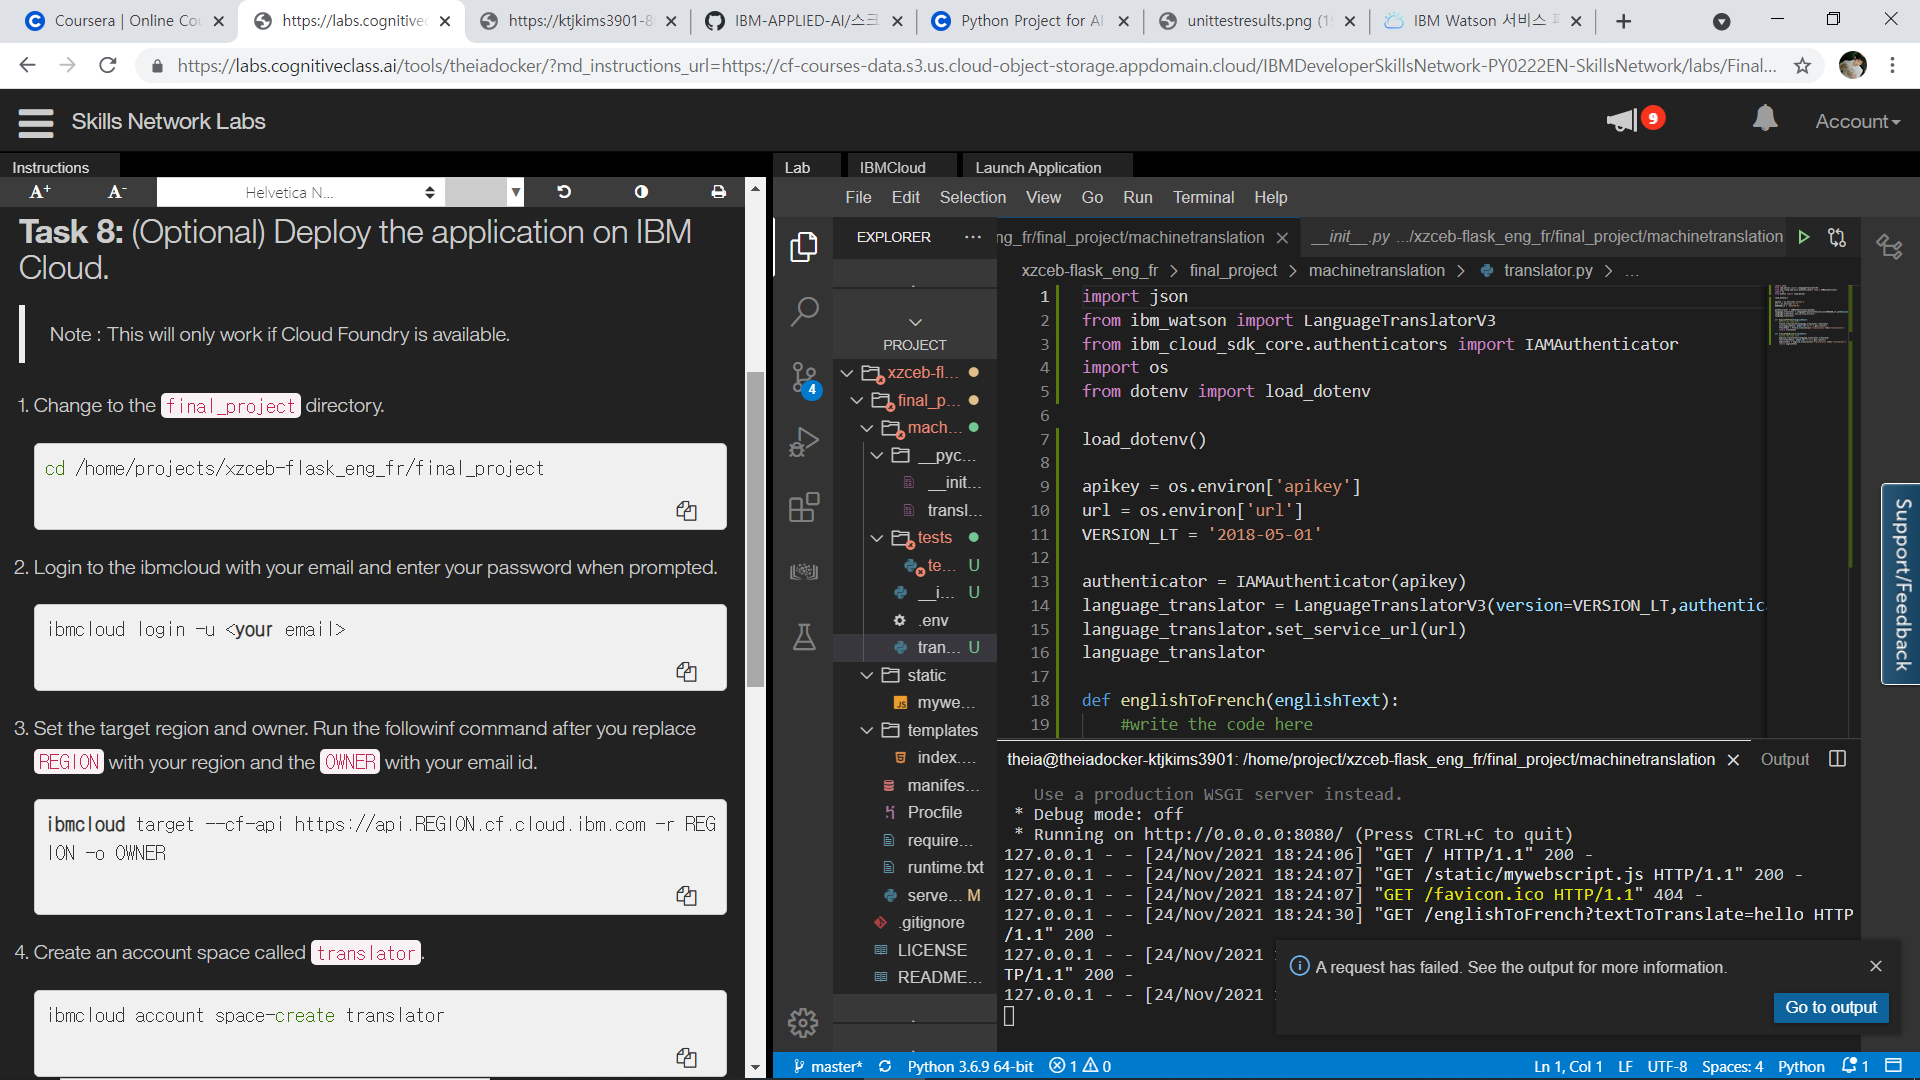 Coursera | Online Cou
https://labs.cognitivec
https://ktjkims3901-8
IBM-APPLIED-AI/스크
Python Project for AI
unittestresults.png (19
IBM Watson 서비스
https://labs.cognitiveclass.ai/tools/theiadocker/?md_instructions_url=https://cf-courses-data.s3.us.cloud-object-storage.appdomain.cloud/IBMDeveloperSkillsNetwork-PY0222EN-SkillsNetwork/labs/Final...
Skills Network Labs
9
Account
Instructions
A+ A- Helvetica N...
Task 8: (Optional) Deploy the application on IBM
Cloud.
Note : This will only work if Cloud Foundry is available.
1. Change to the final_project directory.
cd /home/projects/xzceb-flask_eng_fr/final_project
2. Login to the ibmcloud with your email and enter your password when prompted.
ibmcloud login -u <your email>
3. Set the target region and owner. Run the followinf command after you replace
REGION with your region and the OWNER with your email id.
ibmcloud target --cf-api https://api.REGION.cf.cloud.ibm.com -r REG
ION -o OWNER
4. Create an account space called translator.
ibmcloud account space-create translator
Lab IBMCloud Launch Application
File Edit Selection View Go Run Terminal Help
EXPLORER ...
PROJECT
4
xzceb-fl...
final_p...
mach...
__pyc...
__init...
transl...
tests
te... U
__i... U
.env
tran... U
static
JS mywe...
templates
index....
manifes...
Procfile
require...
runtime.txt
serve... M
.gitignore
LICENSE
README...
ng_fr/final_project/machinetranslation
__init__.py .../xzceb-flask_eng_fr/final_project/machinetranslation
xzceb-flask_eng_fr > final_project > machinetranslation > translator.py > ...
1 import json
2 from ibm_watson import LanguageTranslatorV3
3 from ibm_cloud_sdk_core.authenticators import IAMAuthenticator
4 import os
5 from dotenv import load_dotenv
6
7 load_dotenv()
8
9 apikey = os.environ['apikey']
10 url = os.environ['url']
11 VERSION_LT = '2018-05-01'
12
13 authenticator = IAMAuthenticator(apikey)
14 language_translator = LanguageTranslatorV3(version=VERSION_LT,authentica
15 language_translator.set_service_url(url)
16 language_translator
17
18 def englishToFrench(englishText):
19 #write the code here
theia@theiadocker-ktjkims3901: /home/project/xzceb-flask_eng_fr/final_project/machinetranslation
Output
Use a production WSGI server instead.
* Debug mode: off
* Running on http://0.0.0.0:8080/ (Press CTRL+C to quit)
127.0.0.1 - - [24/Nov/2021 18:24:06] "GET / HTTP/1.1" 200 -
127.0.0.1 - - [24/Nov/2021 18:24:07] "GET /static/mywebscript.js HTTP/1.1" 200 -
127.0.0.1 - - [24/Nov/2021 18:24:07] "GET /favicon.ico HTTP/1.1" 404 -
127.0.0.1 - - [24/Nov/2021 18:24:30] "GET /englishToFrench?textToTranslate=hello HTTP
/1.1" 200 -
127.0.0.1 - - [24/Nov/2021
TP/1.1" 200 -
127.0.0.1 - - [24/Nov/2021
A request has failed. See the output for more information.
Go to output
Support/Feedback
master* Python 3.6.9 64-bit 1 0
Ln 1, Col 1 LF UTF-8 Spaces: 4 Python 1